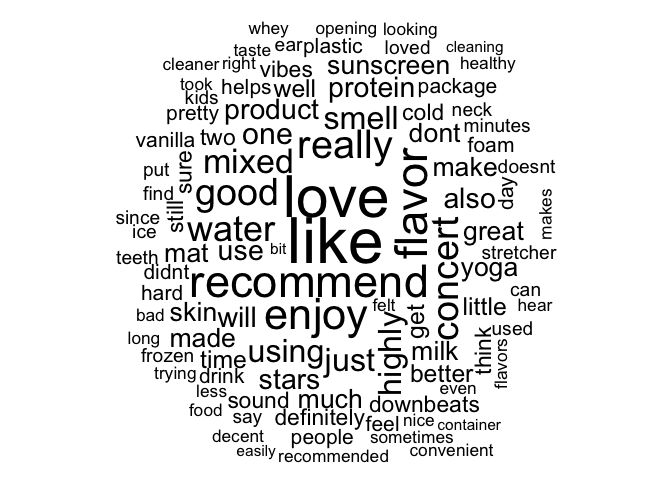 whey opening looking
taste ear plastic loved cleaning
cleaner right vibes sunscreen healthy
took helps well protein package
kids
pretty product smell cold neck
vanilla two one really dont minutes
foam
put sure mixed flavor make doesnt
find good love also day makes
since still water like concert great
ice
teeth mat use bit stretcher
didnt recommend yoga
hard can
bad skin will enjoy felt get little hear
long made highly think used
frozen time using just milk flavors
trying drink stars better
less even
food sound much downbeats
say definitely feel nice container
decent people sometimes
easily recommended convenient